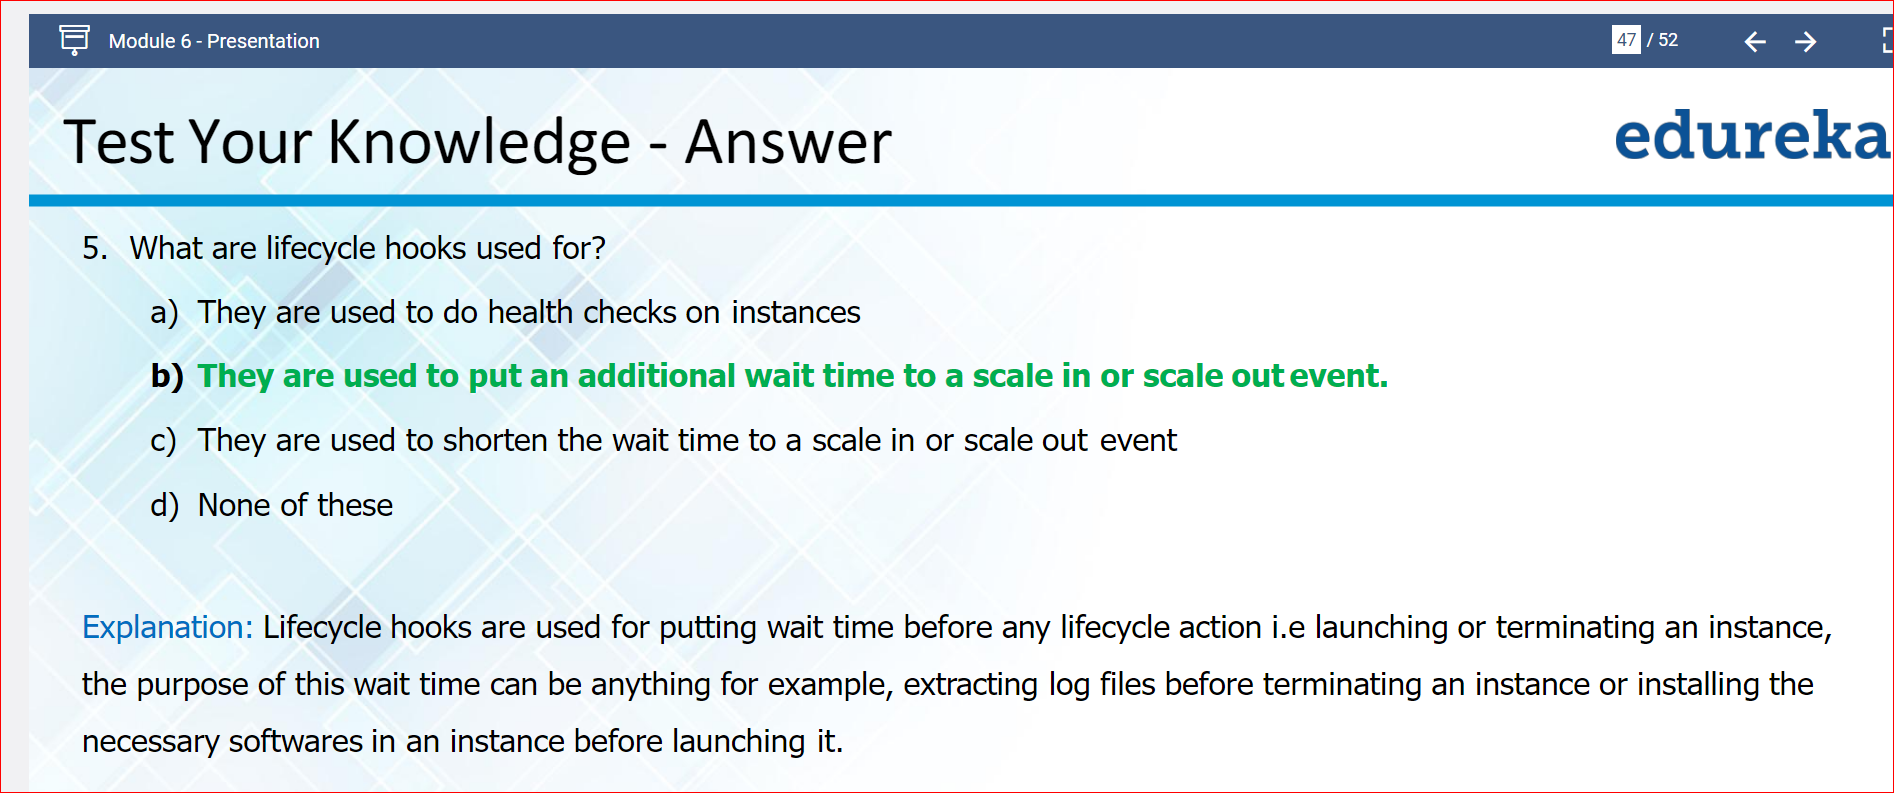 Module 6 - Presentation
47 / 52
Test Your Knowledge - Answer
edureka
5. What are lifecycle hooks used for?
a) They are used to do health checks on instances
b) They are used to put an additional wait time to a scale in or scale out event.
c) They are used to shorten the wait time to a scale in or scale out event
d) None of these
Explanation: Lifecycle hooks are used for putting wait time before any lifecycle action i.e launching or terminating an instance,
the purpose of this wait time can be anything for example, extracting log files before terminating an instance or installing the
necessary softwares in an instance before launching it.